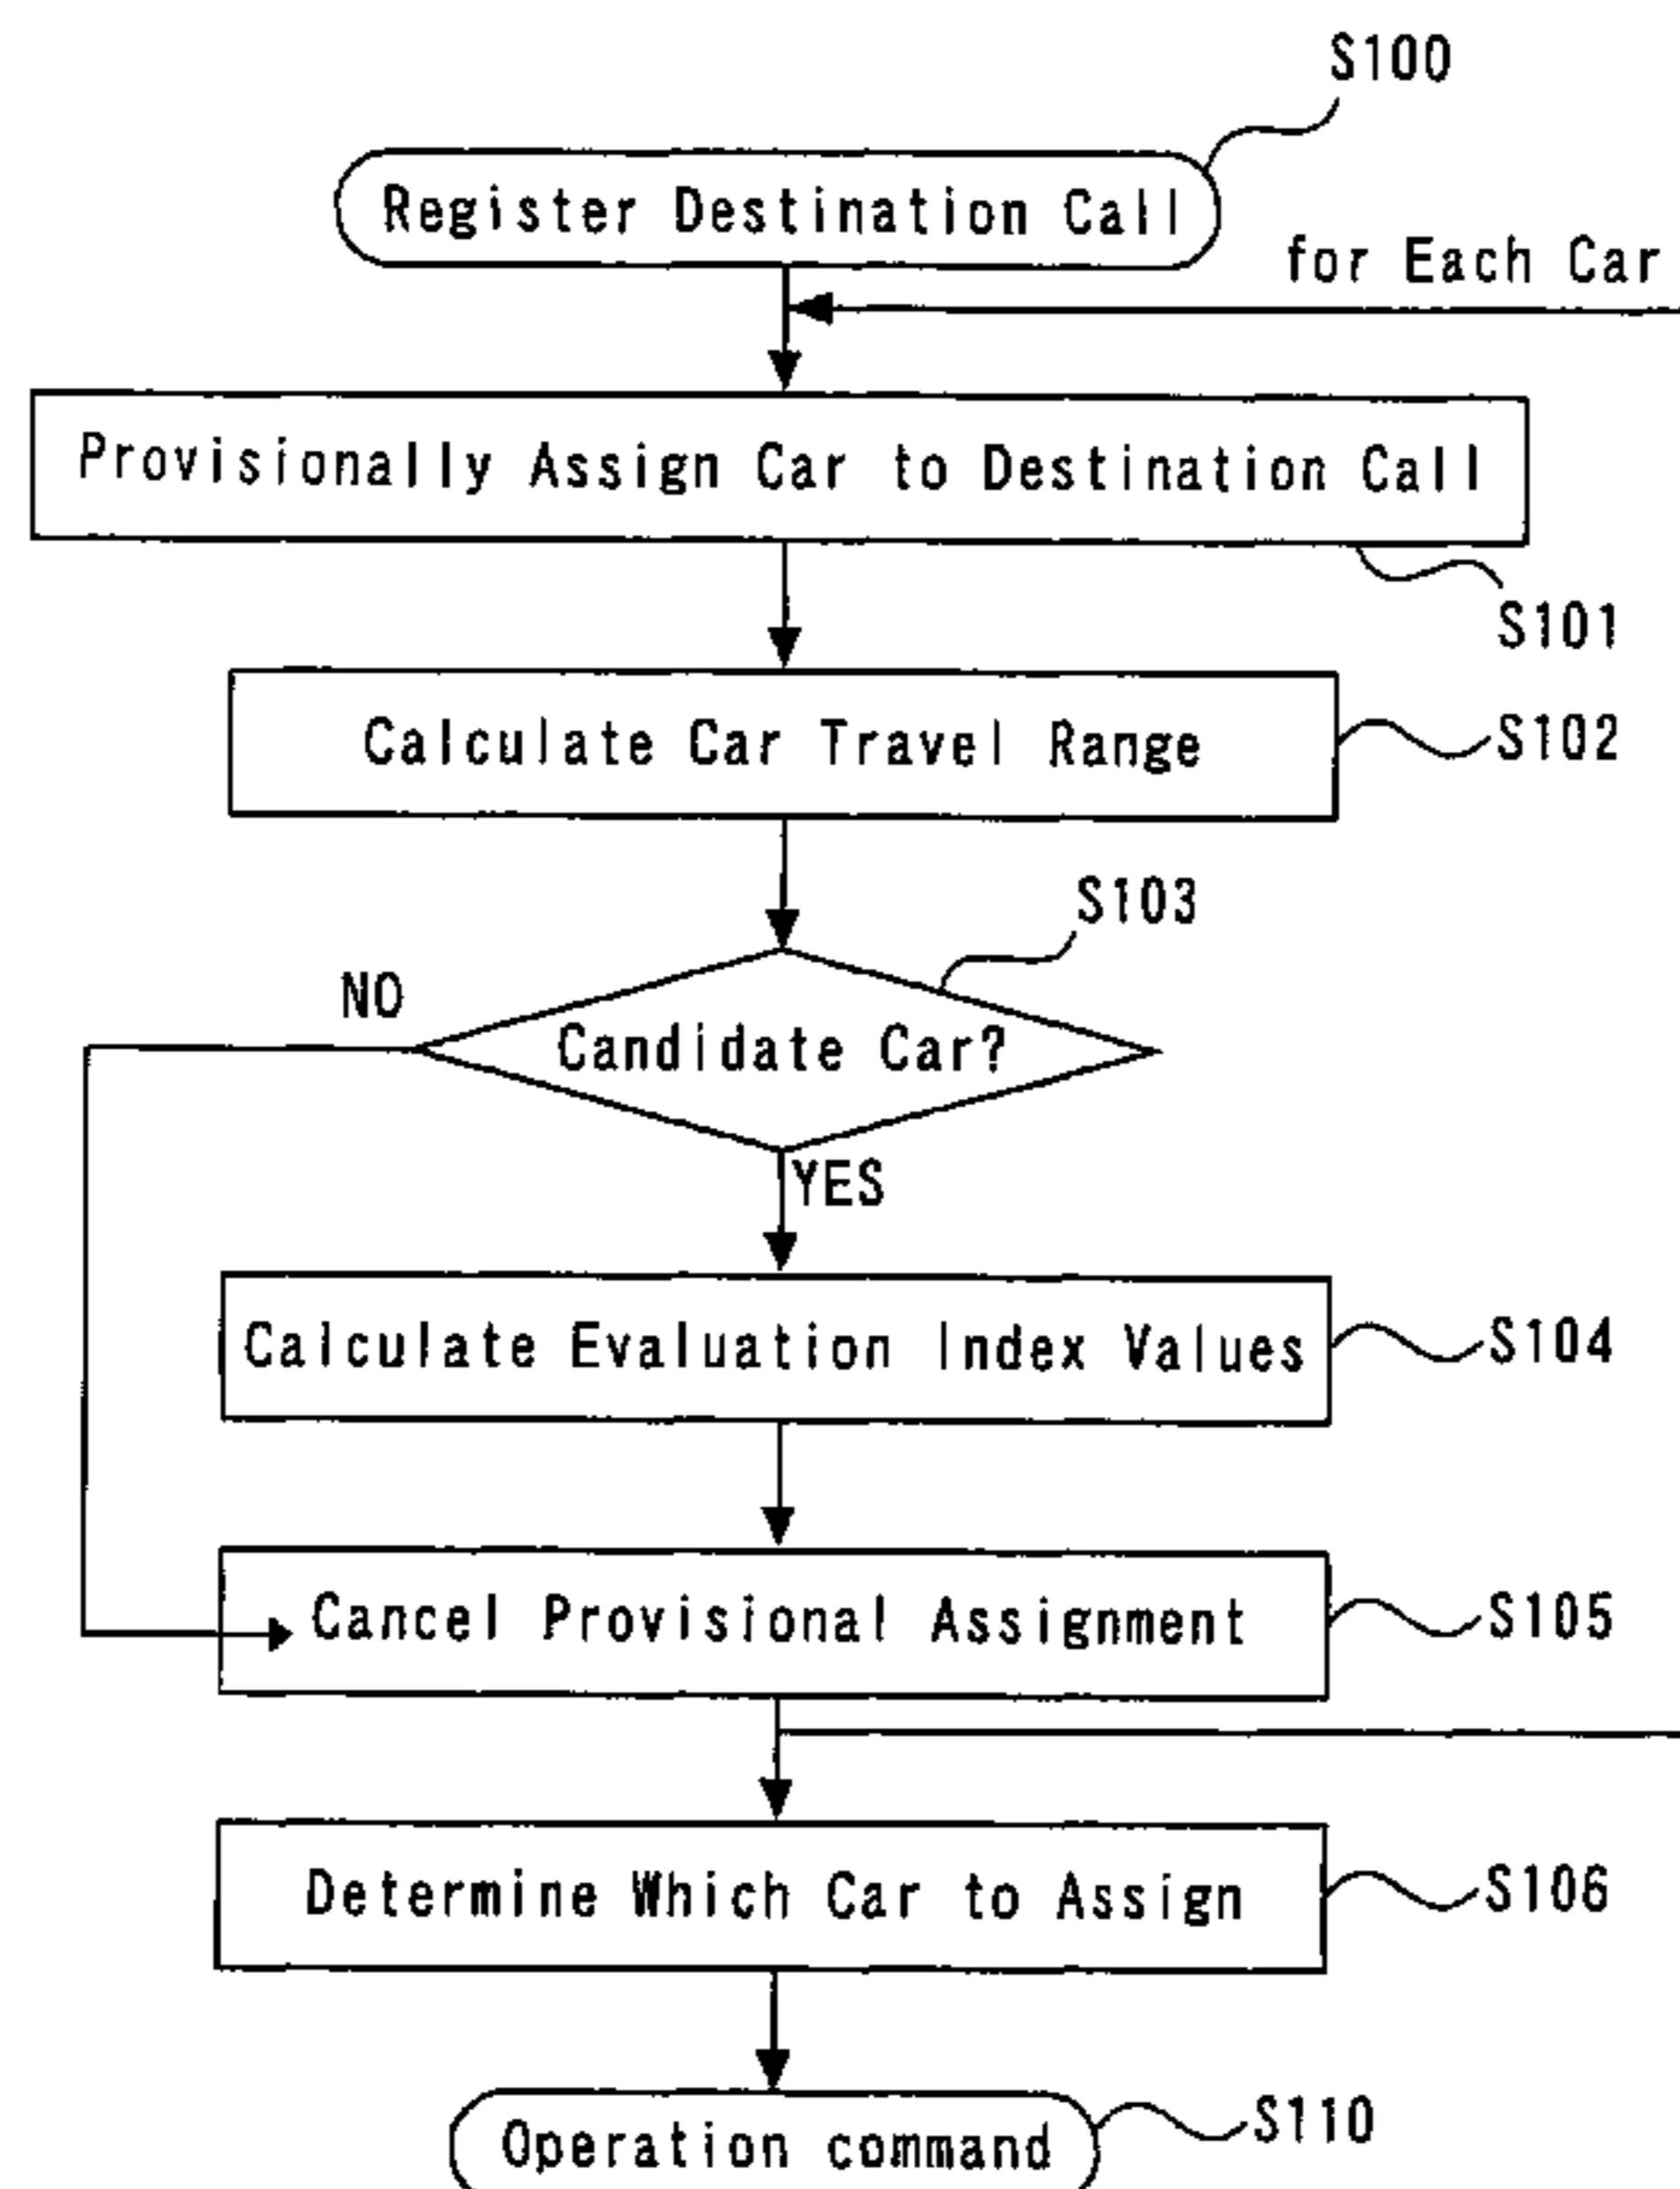 S100
Register Destination Call
for Each Car
Provisionally Assign Car to Destination Call
S101
Calculate Car Travel Range
S102
S103
NO
Candidate Car?
YES
Calculate Evaluation Index Values
S104
Cancel Provisional Assignment
S105
Determine Which Car to Assign
S106
Operation command
S110